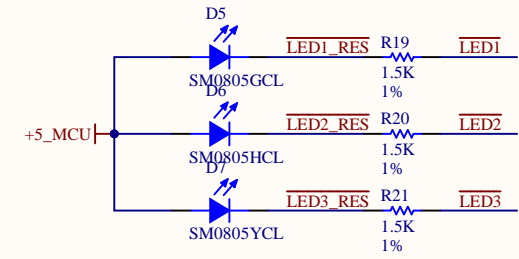 D5
LED1_RES
R19
LED1
SM0805GCL
1.5K
1%
D6
+5_MCU
LED2_RES
R20
LED2
SM0805HCL
1.5K
1%
D7
LED3_RES
R21
LED3
SM0805YCL
1.5K
1%